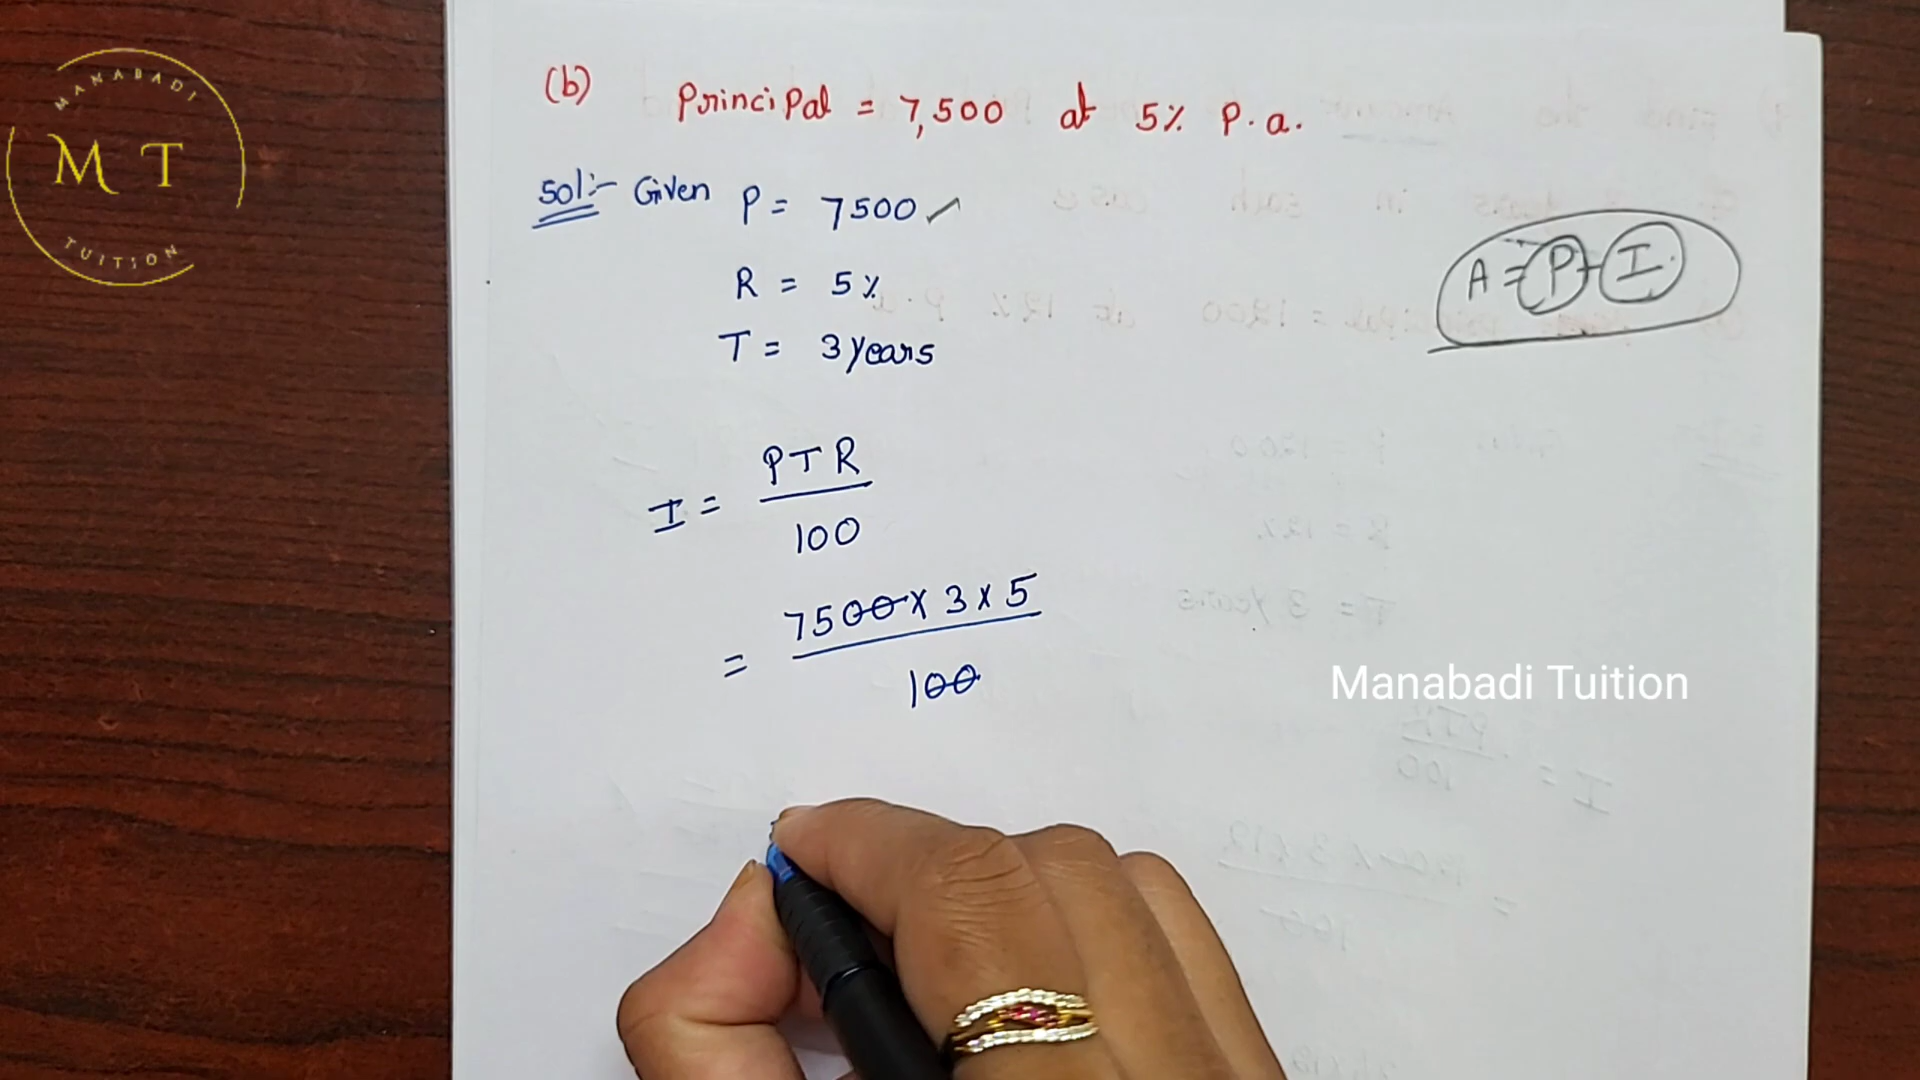 MANABADI
M T
TUITION
(b) Principal = 7,500 at 5% P.a.
Sol:- Given P = 7500
R = 5%
T = 3 years
A = P + I
I = PTR / 100
= 7500 x 3 x 5 / 100
Manabadi Tuition